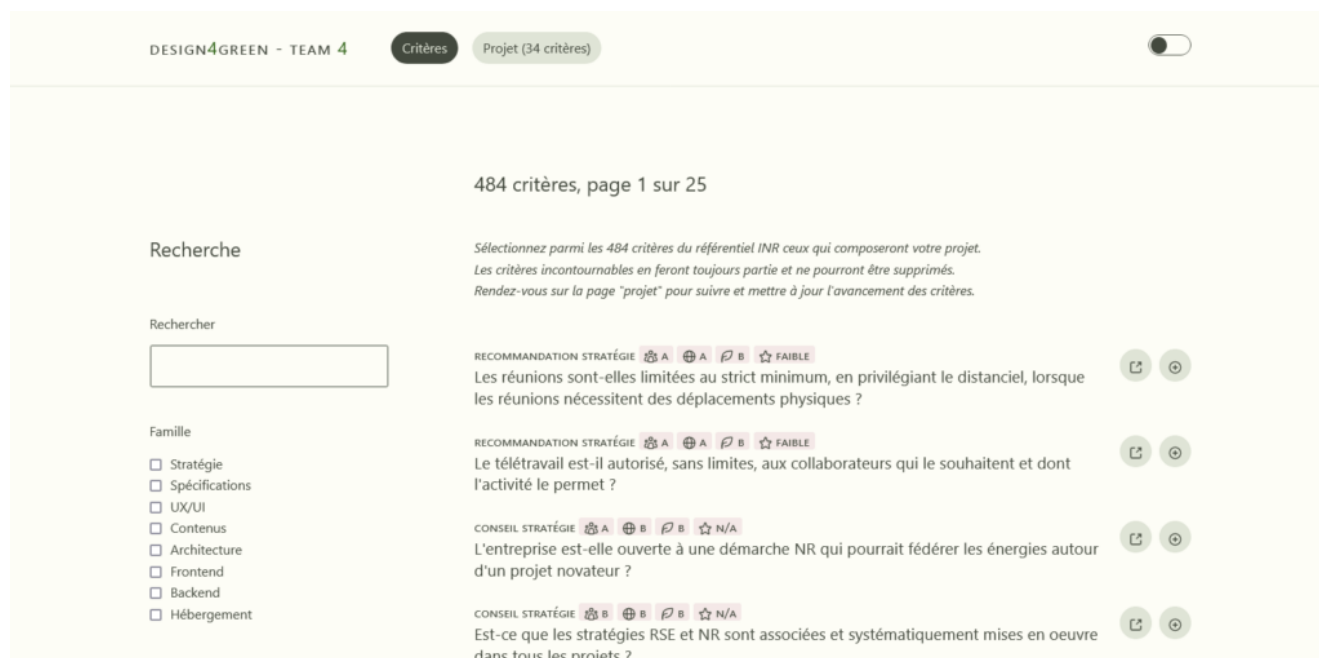 DESIGN4GREEN - TEAM 4
Critères
Projet (34 critères)
484 critères, page 1 sur 25
Recherche
Sélectionnez parmi les 484 critères du référentiel INR ceux qui composeront votre projet.
Les critères incontournables en feront toujours partie et ne pourront être supprimés.
Rendez-vous sur la page "projet" pour suivre et mettre à jour l'avancement des critères.
Rechercher
Famille
Stratégie
Spécifications
UX/UI
Contenus
Architecture
Frontend
Backend
Hébergement
RECOMMANDATION STRATÉGIE A A B FAIBLE
Les réunions sont-elles limitées au strict minimum, en privilégiant le distanciel, lorsque
les réunions nécessitent des déplacements physiques ?
RECOMMANDATION STRATÉGIE A A B FAIBLE
Le télétravail est-il autorisé, sans limites, aux collaborateurs qui le souhaitent et dont
l'activité le permet ?
CONSEIL STRATÉGIE A B B N/A
L'entreprise est-elle ouverte à une démarche NR qui pourrait fédérer les énergies autour
d'un projet novateur ?
CONSEIL STRATÉGIE B B B N/A
Est-ce que les stratégies RSE et NR sont associées et systématiquement mises en oeuvre
dans tous les projets ?